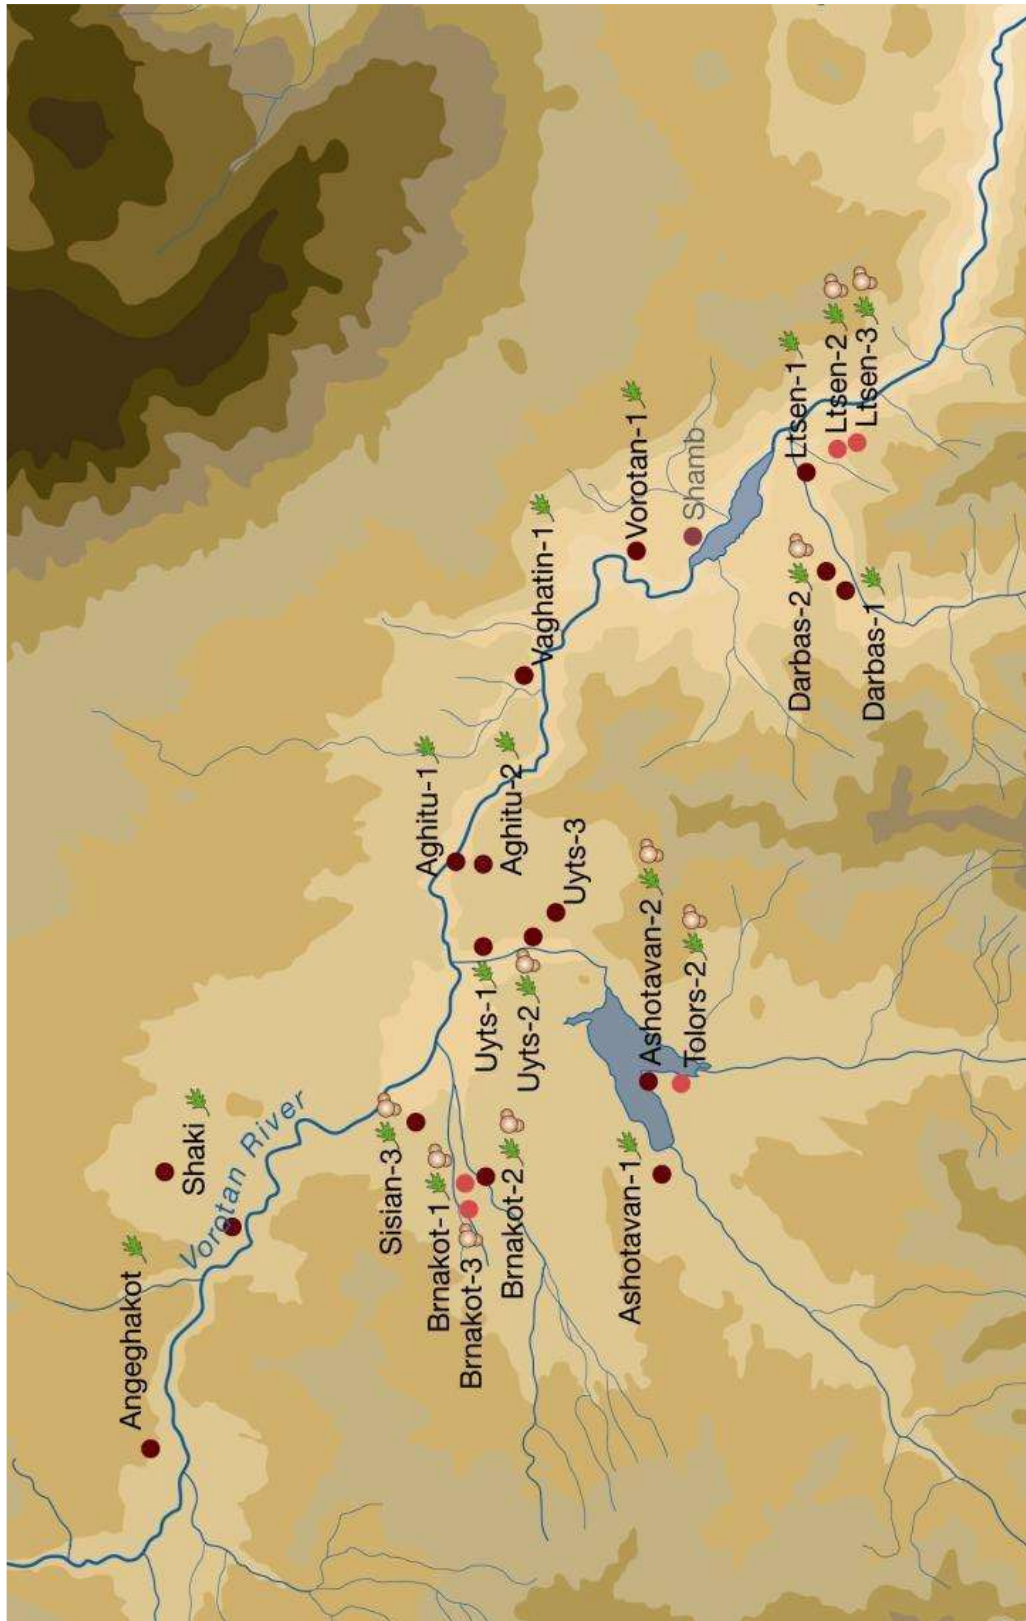 Angeghakot
Shaki
Vorotan River
Sisian-3
Brnakot-1
Brnakot-3
Brnakot-2
Aghitu-1
Aghitu-2
Uyts-1
Uyts-2
Uyts-3
Vaghatin-1
Vorotan-1
Shamb
Ashotavan-1
Ashotavan-2
Tolors-2
Ltsen-1
Ltsen-2
Ltsen-3
Darbas-2
Darbas-1